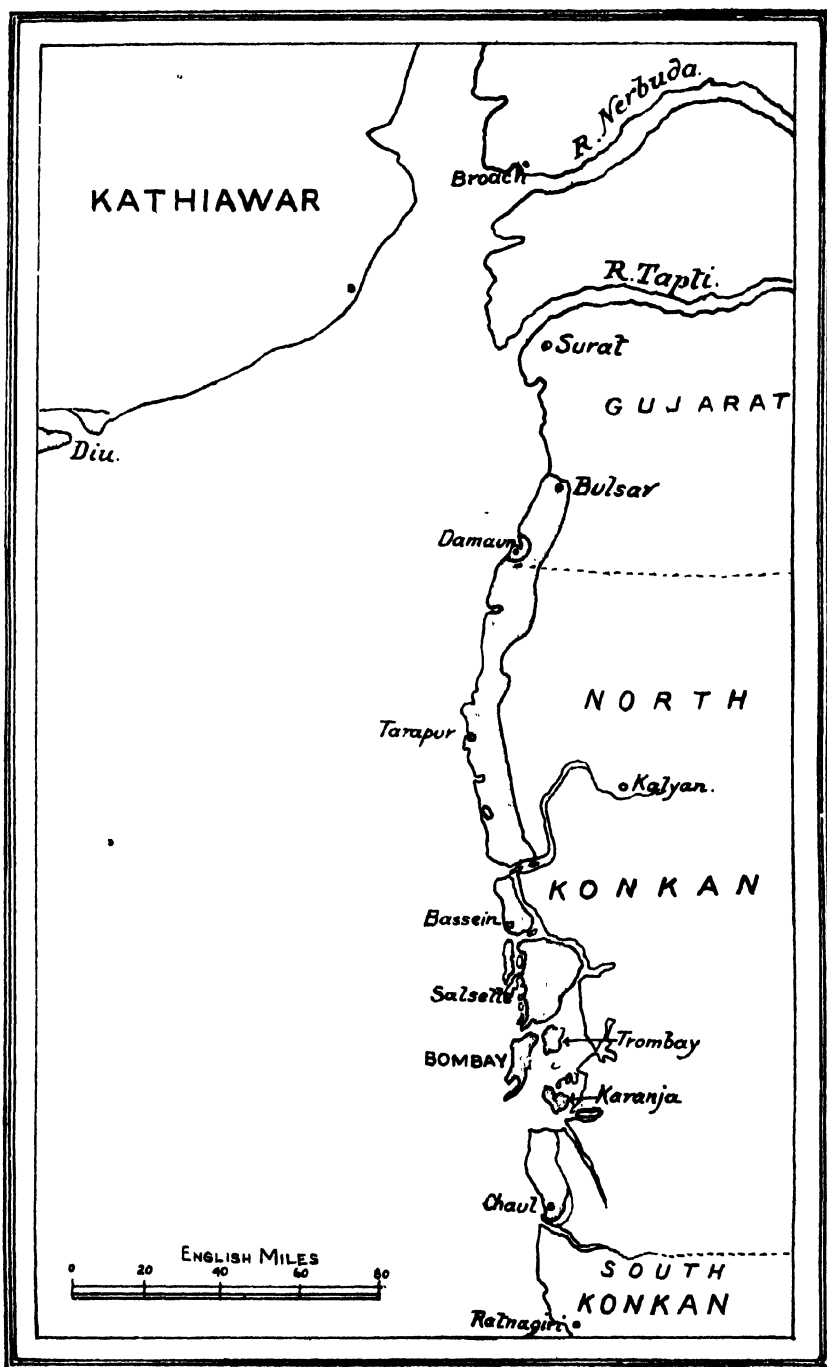 R. Nerbuda.
Broach
KATHIAWAR
R. Tapti.
Surat
GUJARAT
Diu.
Bulsar
Damaun
NORTH
Tarapur
Kalyan.
KONKAN
Bassein
Salsette
Trombay
BOMBAY
Karanja
Chaul
ENGLISH MILES
0 20 40 60 80
SOUTH
KONKAN
Ratnagiri